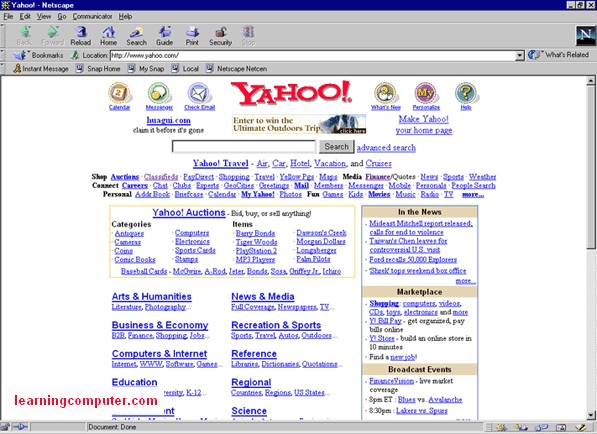 Yahoo! - Netscape
File Edit View Go Communicator Help
Back Forward Reload Home Search Guide Print Security Stop
Bookmarks Location: http://www.yahoo.com/ What's Related
Instant Message Snap Home My Snap Local Netscape Netcen
Calendar Messenger Check Email YAHOO! What's New Personalize Help
huagui.com
claim it before it's gone
Enter to win the
Ultimate Outdoors Trip click here
Make Yahoo!
your home page
Search advanced search
Yahoo! Travel - Air, Car, Hotel, Vacation, and Cruises
Shop Auctions · Classifieds · PayDirect · Shopping · Travel · Yellow Pgs · Maps Media Finance/Quotes · News · Sports · Weather
Connect Careers · Chat · Clubs · Experts · GeoCities · Greetings · Mail · Members · Messenger · Mobile · Personals · People Search
Personal Addr Book · Briefcase · Calendar · My Yahoo! · Photos Fun Games · Kids · Movies · Music · Radio · TV more...
Yahoo! Auctions - Bid, buy, or sell anything!
Categories Items
· Antiques · Computers · Barry Bonds · Dawson's Creek
· Cameras · Electronics · Tiger Woods · Morgan Dollars
· Coins · Sports Cards · PlayStation 2 · Longaberger
· Comic Books · Stamps · MP3 Players · Palm Pilots
Baseball Cards - McGwire, A-Rod, Jeter, Bonds, Sosa, Griffey Jr., Ichiro
Arts & Humanities
Literature, Photography...
News & Media
Full Coverage, Newspapers, TV...
Business & Economy
B2B, Finance, Shopping, Jobs...
Recreation & Sports
Sports, Travel, Autos, Outdoors...
Computers & Internet
Internet, WWW, Software, Games...
Reference
Libraries, Dictionaries, Quotations...
Education
ersity, K-12...
Regional
Countries, Regions, US States...
Science
In the News
· Mideast Mitchell report released, calls for end to violence
· Taiwan's Chen leaves for controversial U.S. visit
· Ford recalls 50,000 Explorers
· 'Shrek' tops weekend box office
more...
Marketplace
· Shopping: computers, videos, CDs, toys, electronics and more
· Y! Bill Pay - get organized, pay bills online
· Y! Store - build an online store in 10 minutes
· Find a new job!
Broadcast Events
· FinanceVision - live market coverage
· 8pm ET : Blues vs. Avalanche
· 8:30pm : Lakers vs. Spurs
learningcomputer.com
Document: Done